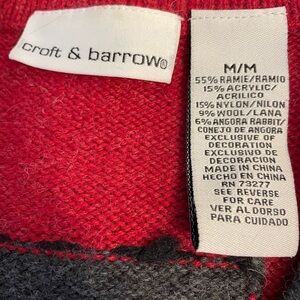 croft & barrow®
M/M
55% RAMIE/RAMIO
15% ACRYLIC/
ACRILICO
15% NYLON/NILON
9% WOOL/LANA
6% ANGORA RABBIT/
CONEJO DE ANGORA
EXCLUSIVE OF
DECORATION
EXCLUSIVO DE
DECORACION
MADE IN CHINA
HECHO EN CHINA
RN 73277
SEE REVERSE
FOR CARE
VER AL DORSO
PARA CUIDADO